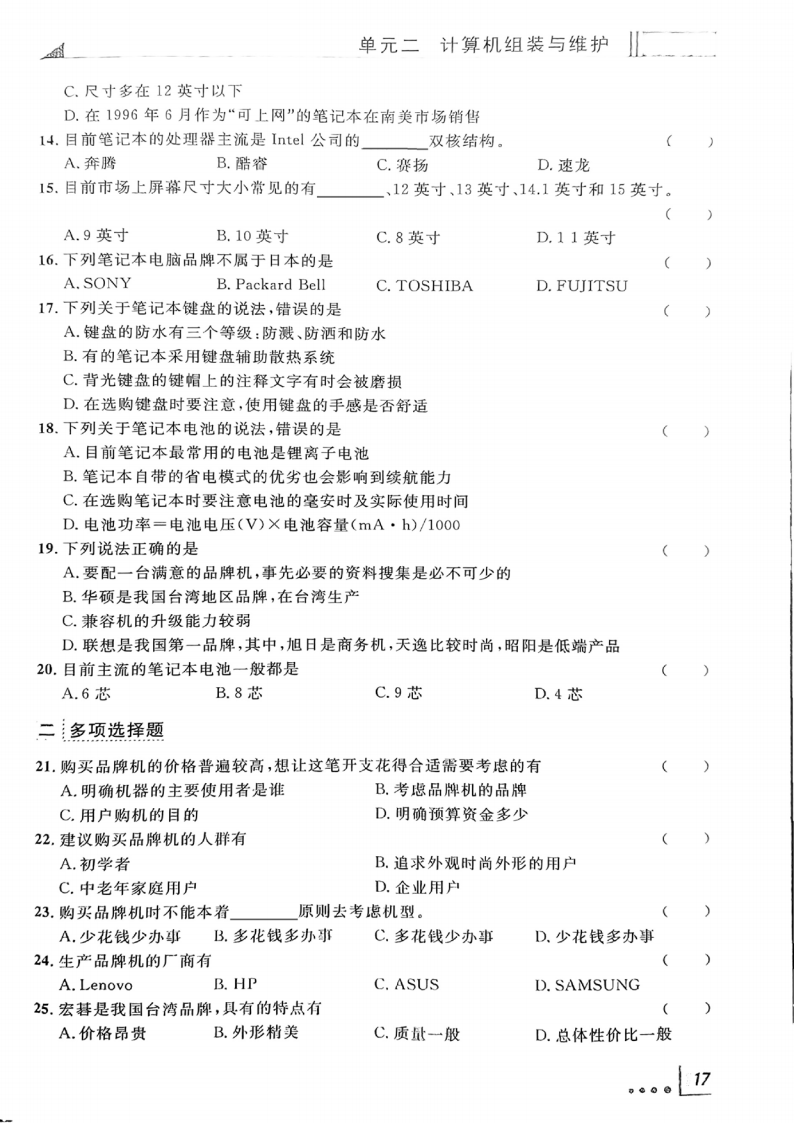 单元二 计算机组装与维护
C. 尺寸多在 12 英寸以下
D. 在 1996 年 6 月作为“可上网”的笔记本在南美市场销售
14. 目前笔记本的处理器主流是 Intel 公司的________双核结构。 ( )
A. 奔腾 B. 酷睿 C. 赛扬 D. 速龙
15. 目前市场上屏幕尺寸大小常见的有________、12 英寸、13 英寸、14.1 英寸和 15 英寸。
( )
A. 9 英寸 B. 10 英寸 C. 8 英寸 D. 1 1 英寸
16. 下列笔记本电脑品牌不属于日本的是 ( )
A. SONY B. Packard Bell C. TOSHIBA D. FUJITSU
17. 下列关于笔记本键盘的说法,错误的是 ( )
A. 键盘的防水有三个等级:防溅、防洒和防水
B. 有的笔记本采用键盘辅助散热系统
C. 背光键盘的键帽上的注释文字有时会被磨损
D. 在选购键盘时要注意,使用键盘的手感是否舒适
18. 下列关于笔记本电池的说法,错误的是 ( )
A. 目前笔记本最常用的电池是锂离子电池
B. 笔记本自带的省电模式的优劣也会影响到续航能力
C. 在选购笔记本时要注意电池的毫安时及实际使用时间
D. 电池功率=电池电压(V)×电池容量(mA·h)/1000
19. 下列说法正确的是 ( )
A. 要配一台满意的品牌机,事先必要的资料搜集是必不可少的
B. 华硕是我国台湾地区品牌,在台湾生产
C. 兼容机的升级能力较弱
D. 联想是我国第一品牌,其中,旭日是商务机,天逸比较时尚,昭阳是低端产品
20. 目前主流的笔记本电池一般都是 ( )
A. 6 芯 B. 8 芯 C. 9 芯 D. 4 芯
二 多项选择题
21. 购买品牌机的价格普遍较高,想让这笔开支花得合适需要考虑的有 ( )
A. 明确机器的主要使用者是谁 B. 考虑品牌机的品牌
C. 用户购机的目的 D. 明确预算资金多少
22. 建议购买品牌机的人群有 ( )
A. 初学者 B. 追求外观时尚外形的用户
C. 中老年家庭用户 D. 企业用户
23. 购买品牌机时不能本着________原则去考虑机型。 ( )
A. 少花钱少办事 B. 多花钱多办事 C. 多花钱少办事 D. 少花钱多办事
24. 生产品牌机的厂商有 ( )
A. Lenovo B. HP C. ASUS D. SAMSUNG
25. 宏碁是我国台湾品牌,具有的特点有 ( )
A. 价格昂贵 B. 外形精美 C. 质量一般 D. 总体性价比一般
17